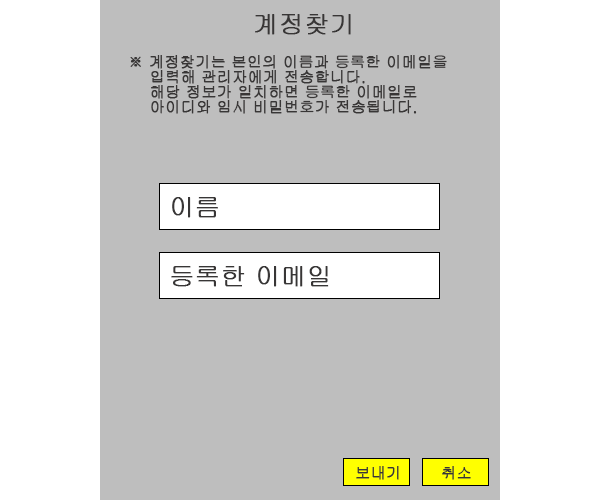 계정찾기
※ 계정찾기는 본인의 이름과 등록한 이메일을
입력해 관리자에게 전송합니다.
해당 정보가 일치하면 등록한 이메일로
아이디와 임시 비밀번호가 전송됩니다.
이름
등록한 이메일
보내기 취소